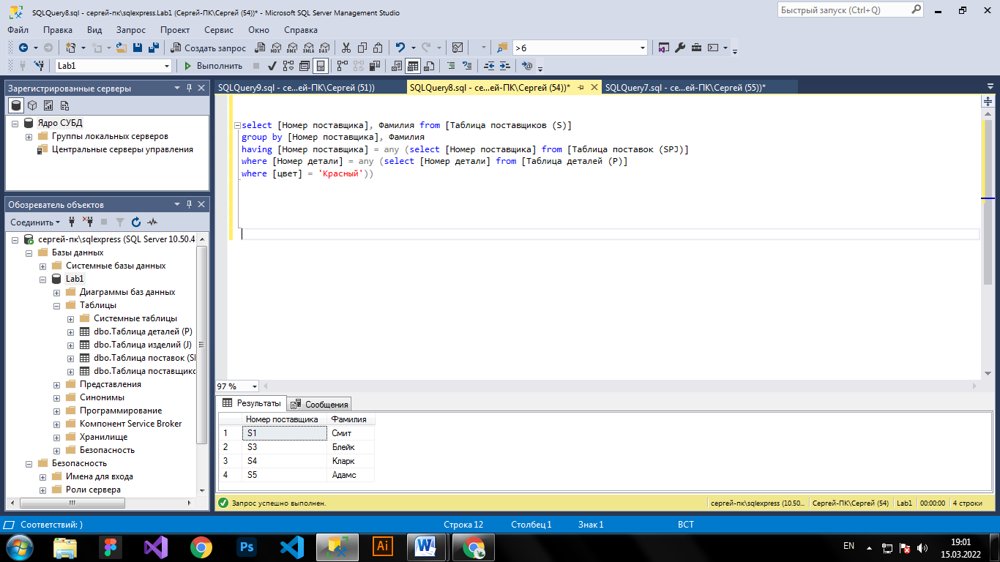 SQLQuery8.sql - сергей-пк\sqlexpress.Lab1 (Сергей-ПК\Сергей (54))* - Microsoft SQL Server Management Studio
Быстрый запуск (Ctrl+Q)
Файл Правка Вид Запрос Проект Сервис Окно Справка
Создать запрос MDX DMX XMLA DAX >6
Lab1 Выполнить
Зарегистрированные серверы
Ядро СУБД
Группы локальных серверов
Центральные серверы управления
Обозреватель объектов
Соединить
сергей-пк\sqlexpress (SQL Server 10.50.4
Базы данных
Системные базы данных
Lab1
Диаграммы баз данных
Таблицы
Системные таблицы
dbo.Таблица деталей (P)
dbo.Таблица изделий (J)
dbo.Таблица поставок (SI
dbo.Таблица поставщикс
Представления
Синонимы
Программирование
Компонент Service Broker
Хранилище
Безопасность
Безопасность
Имена для входа
Роли сервера
SQLQuery9.sql - се...ей-ПК\Сергей (51)) SQLQuery8.sql - се...ей-ПК\Сергей (54))* SQLQuery7.sql - се...ей-ПК\Сергей (55))*
select [Номер поставщика], Фамилия from [Таблица поставщиков (S)]
group by [Номер поставщика], Фамилия
having [Номер поставщика] = any (select [Номер поставщика] from [Таблица поставок (SPJ)]
where [Номер детали] = any (select [Номер детали] from [Таблица деталей (P)]
where [цвет] = 'Красный'))
97 %
Результаты Сообщения
Номер поставщика Фамилия
1 S1 Смит
2 S3 Блейк
3 S4 Кларк
4 S5 Адамс
Запрос успешно выполнен. сергей-пк\sqlexpress (10.50... Сергей-ПК\Сергей (54) Lab1 00:00:00 4 строки
Соответствий: ) Строка 12 Столбец 1 Знак 1 ВСТ
Ps Ai W EN 19:01
15.03.2022